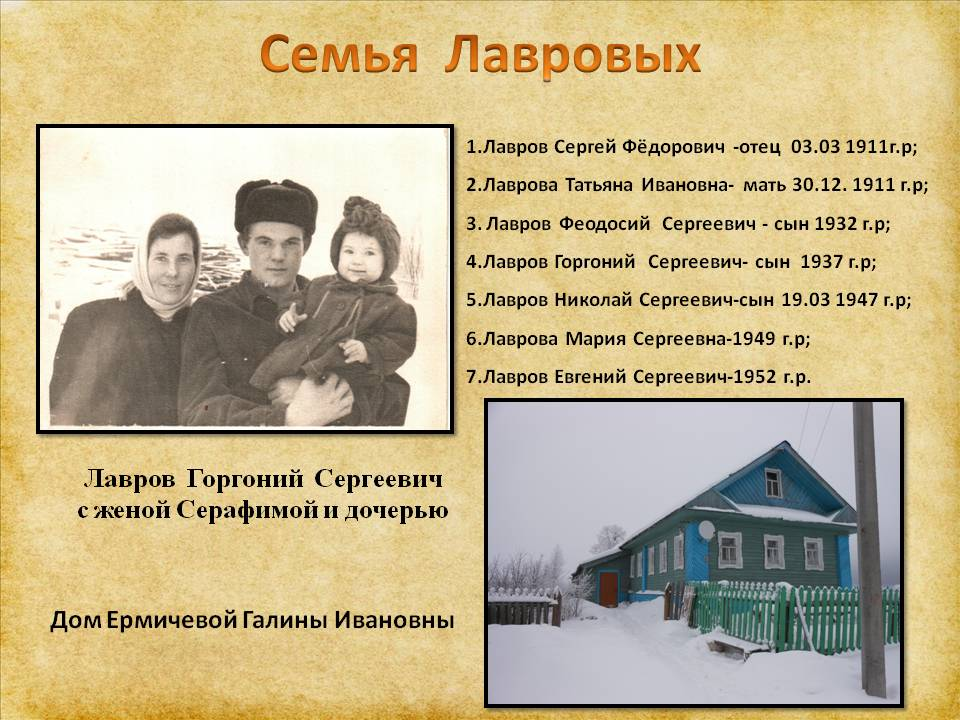 Семья Лавровых
1.Лавров Сергей Фёдорович -отец 03.03 1911г.р;
2.Лаврова Татьяна Ивановна- мать 30.12. 1911 г.р;
3. Лавров Феодосий Сергеевич - сын 1932 г.р;
4.Лавров Горгоний Сергеевич- сын 1937 г.р;
5.Лавров Николай Сергеевич-сын 19.03 1947 г.р;
6.Лаврова Мария Сергеевна-1949 г.р;
7.Лавров Евгений Сергеевич-1952 г.р.
Лавров Горгоний Сергеевич
с женой Серафимой и дочерью
Дом Ермичевой Галины Ивановны